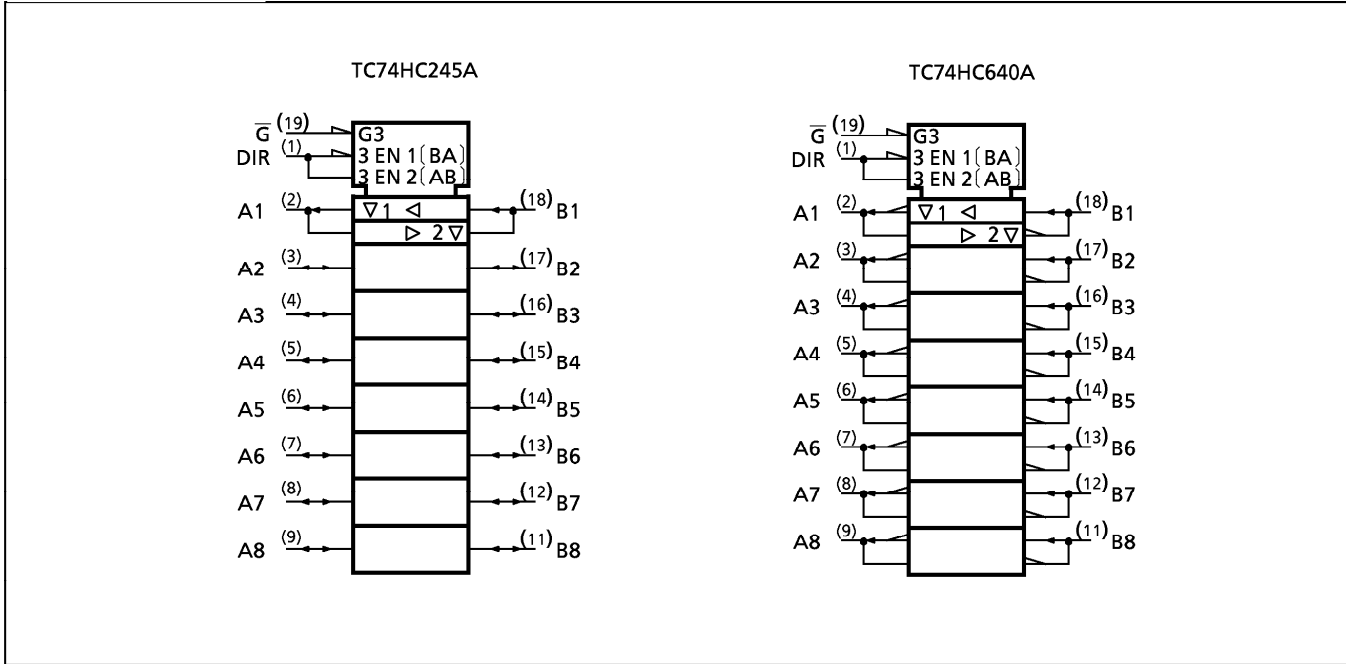 TC74HC245A
G̅ (19) G3
DIR (1) 3 EN 1 [BA]
3 EN 2 [AB]
A1 (2) ▽ 1 ◁ (18) B1
▷ 2 ▽
A2 (3) (17) B2
A3 (4) (16) B3
A4 (5) (15) B4
A5 (6) (14) B5
A6 (7) (13) B6
A7 (8) (12) B7
A8 (9) (11) B8
TC74HC640A
G̅ (19) G3
DIR (1) 3 EN 1 [BA]
3 EN 2 [AB]
A1 (2) ▽ 1 ◁ (18) B1
▷ 2 ▽
A2 (3) (17) B2
A3 (4) (16) B3
A4 (5) (15) B4
A5 (6) (14) B5
A6 (7) (13) B6
A7 (8) (12) B7
A8 (9) (11) B8